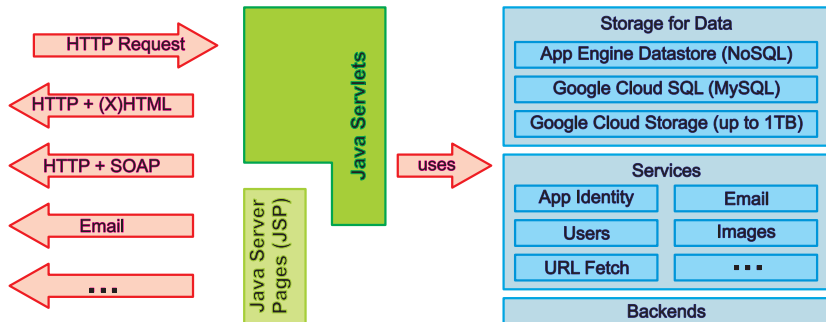 HTTP Request
HTTP + (X)HTML
HTTP + SOAP
Email
...
Java Servlets
Java Server
Pages (JSP)
uses
Storage for Data
App Engine Datastore (NoSQL)
Google Cloud SQL (MySQL)
Google Cloud Storage (up to 1TB)
Services
App Identity
Email
Users
Images
URL Fetch
...
Backends